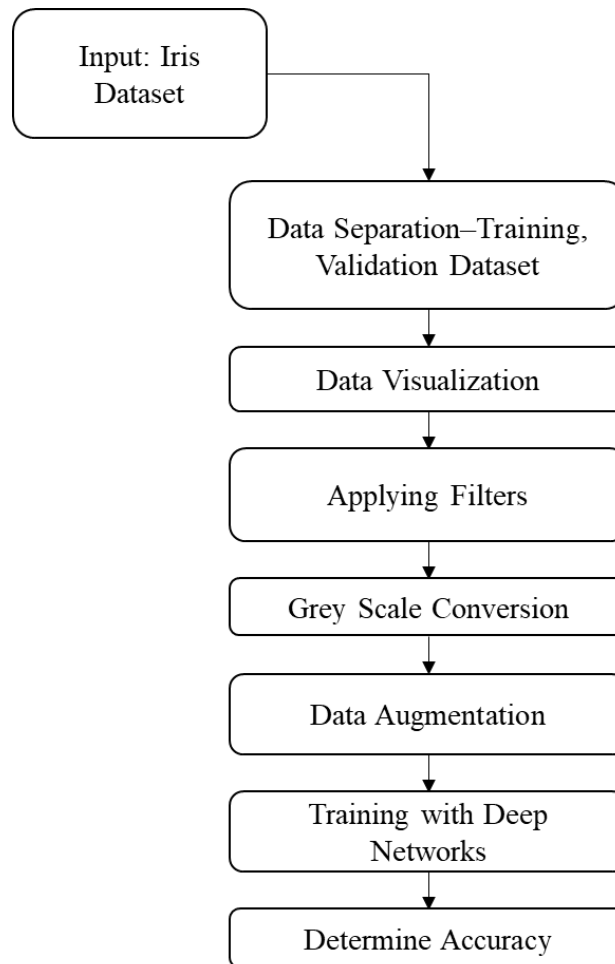 Input: Iris
Dataset
Data Separation–Training,
Validation Dataset
Data Visualization
Applying Filters
Grey Scale Conversion
Data Augmentation
Training with Deep
Networks
Determine Accuracy